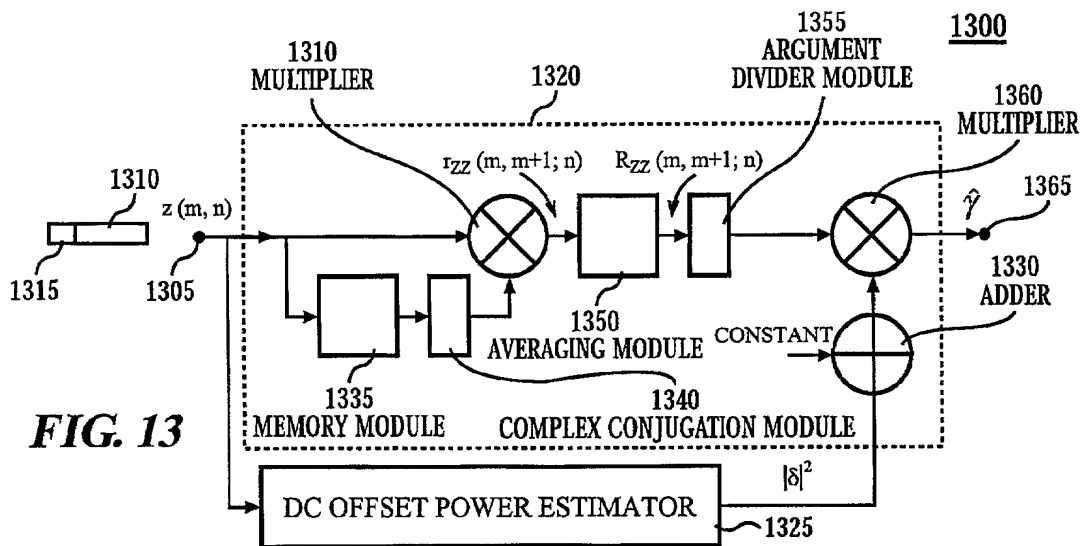 1300
1310
MULTIPLIER
1320
1355
ARGUMENT
DIVIDER MODULE
1360
MULTIPLIER
r_ZZ (m, m+1; n)
R_ZZ (m, m+1; n)
1310
z (m, n)
γ̂
1365
1315
1305
1330
ADDER
1350
AVERAGING MODULE
CONSTANT
1335
MEMORY MODULE
1340
COMPLEX CONJUGATION MODULE
FIG. 13
|δ|²
DC OFFSET POWER ESTIMATOR
1325